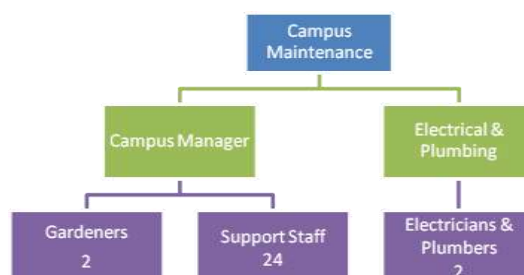 Campus
Maintenance
Campus Manager
Electrical &
Plumbing
Gardeners
2
Support Staff
24
Electricians &
Plumbers
2